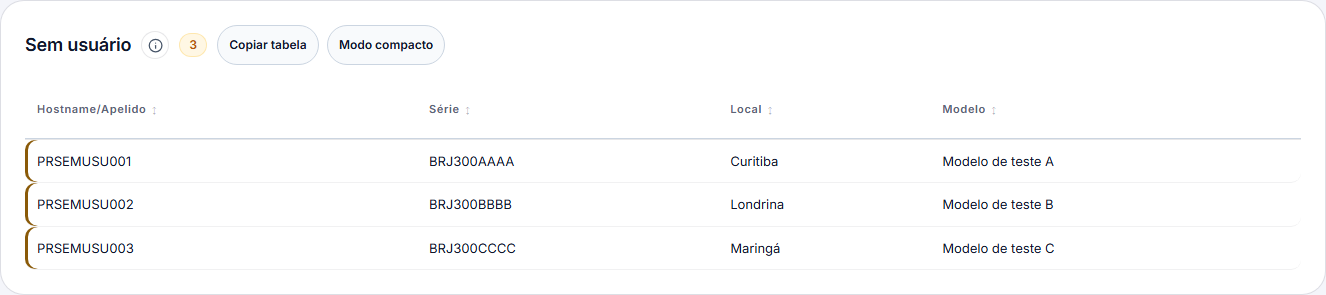 Sem usuário 3 Copiar tabela Modo compacto
Hostname/Apelido Série Local Modelo
PRSEMUSU001 BRJ300AAAA Curitiba Modelo de teste A
PRSEMUSU002 BRJ300BBBB Londrina Modelo de teste B
PRSEMUSU003 BRJ300CCCC Maringá Modelo de teste C